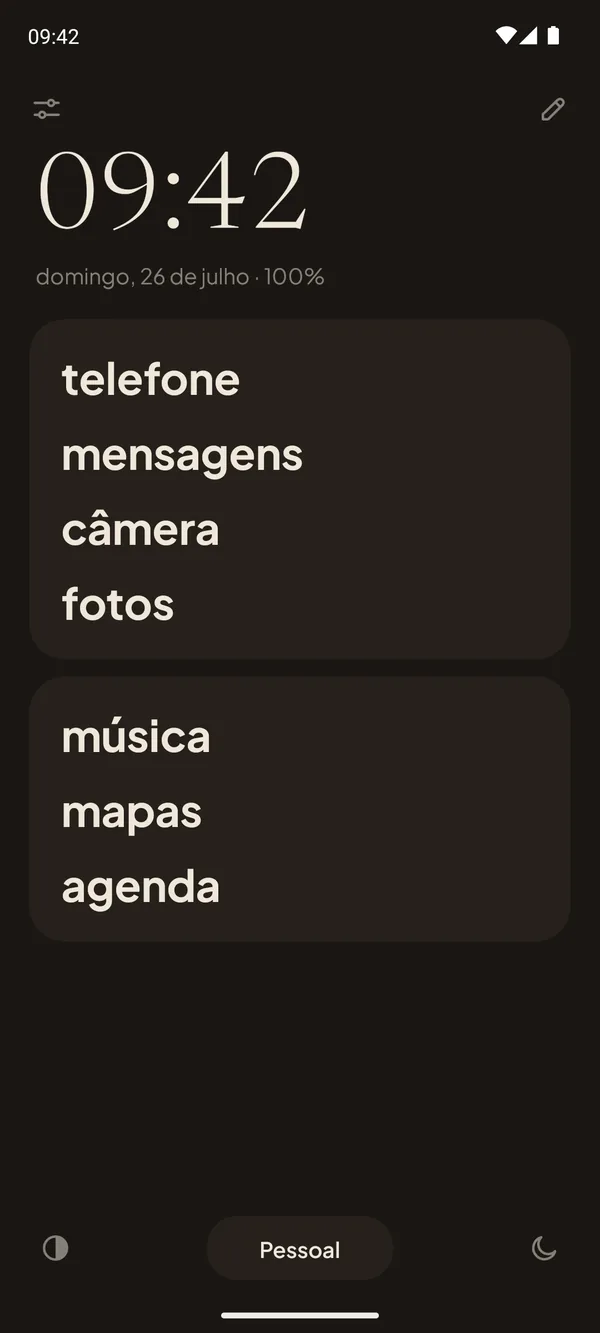 09:42
09:42
domingo, 26 de julho · 100%
telefone
mensagens
câmera
fotos
música
mapas
agenda
Pessoal